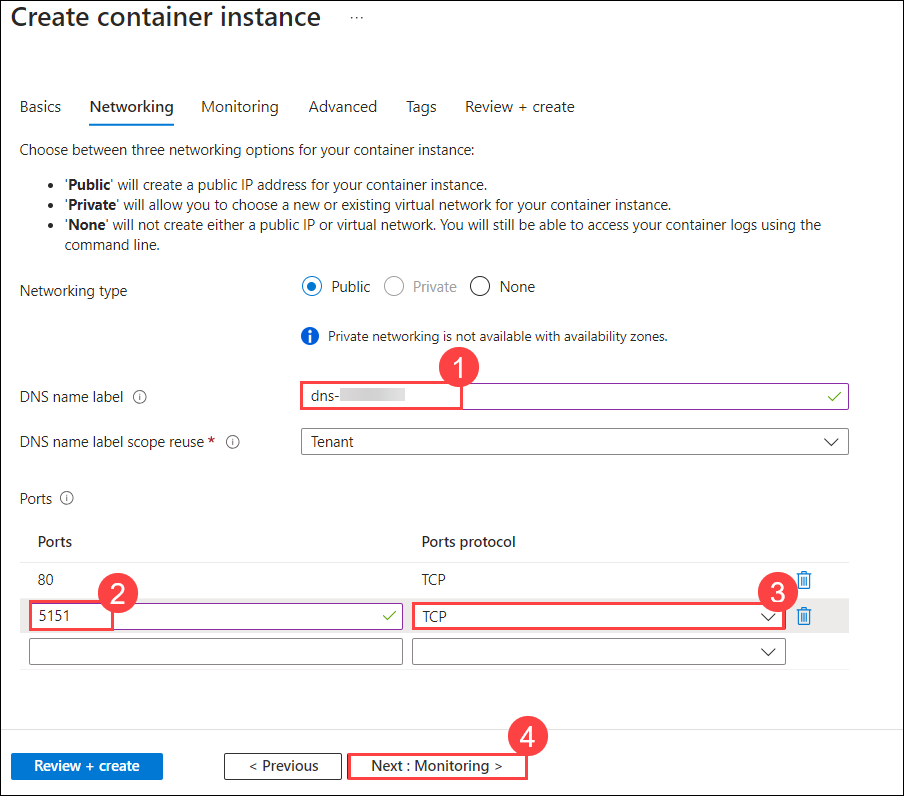 Create container instance ...
Basics Networking Monitoring Advanced Tags Review + create
Choose between three networking options for your container instance:
• 'Public' will create a public IP address for your container instance.
• 'Private' will allow you to choose a new or existing virtual network for your container instance.
• 'None' will not create either a public IP or virtual network. You will still be able to access your container logs using the
command line.
Networking type Public Private None
Private networking is not available with availability zones.
1
DNS name label dns-
DNS name label scope reuse * Tenant
Ports
Ports Ports protocol
80 TCP
2 3
5151 TCP
4
Review + create < Previous Next : Monitoring >